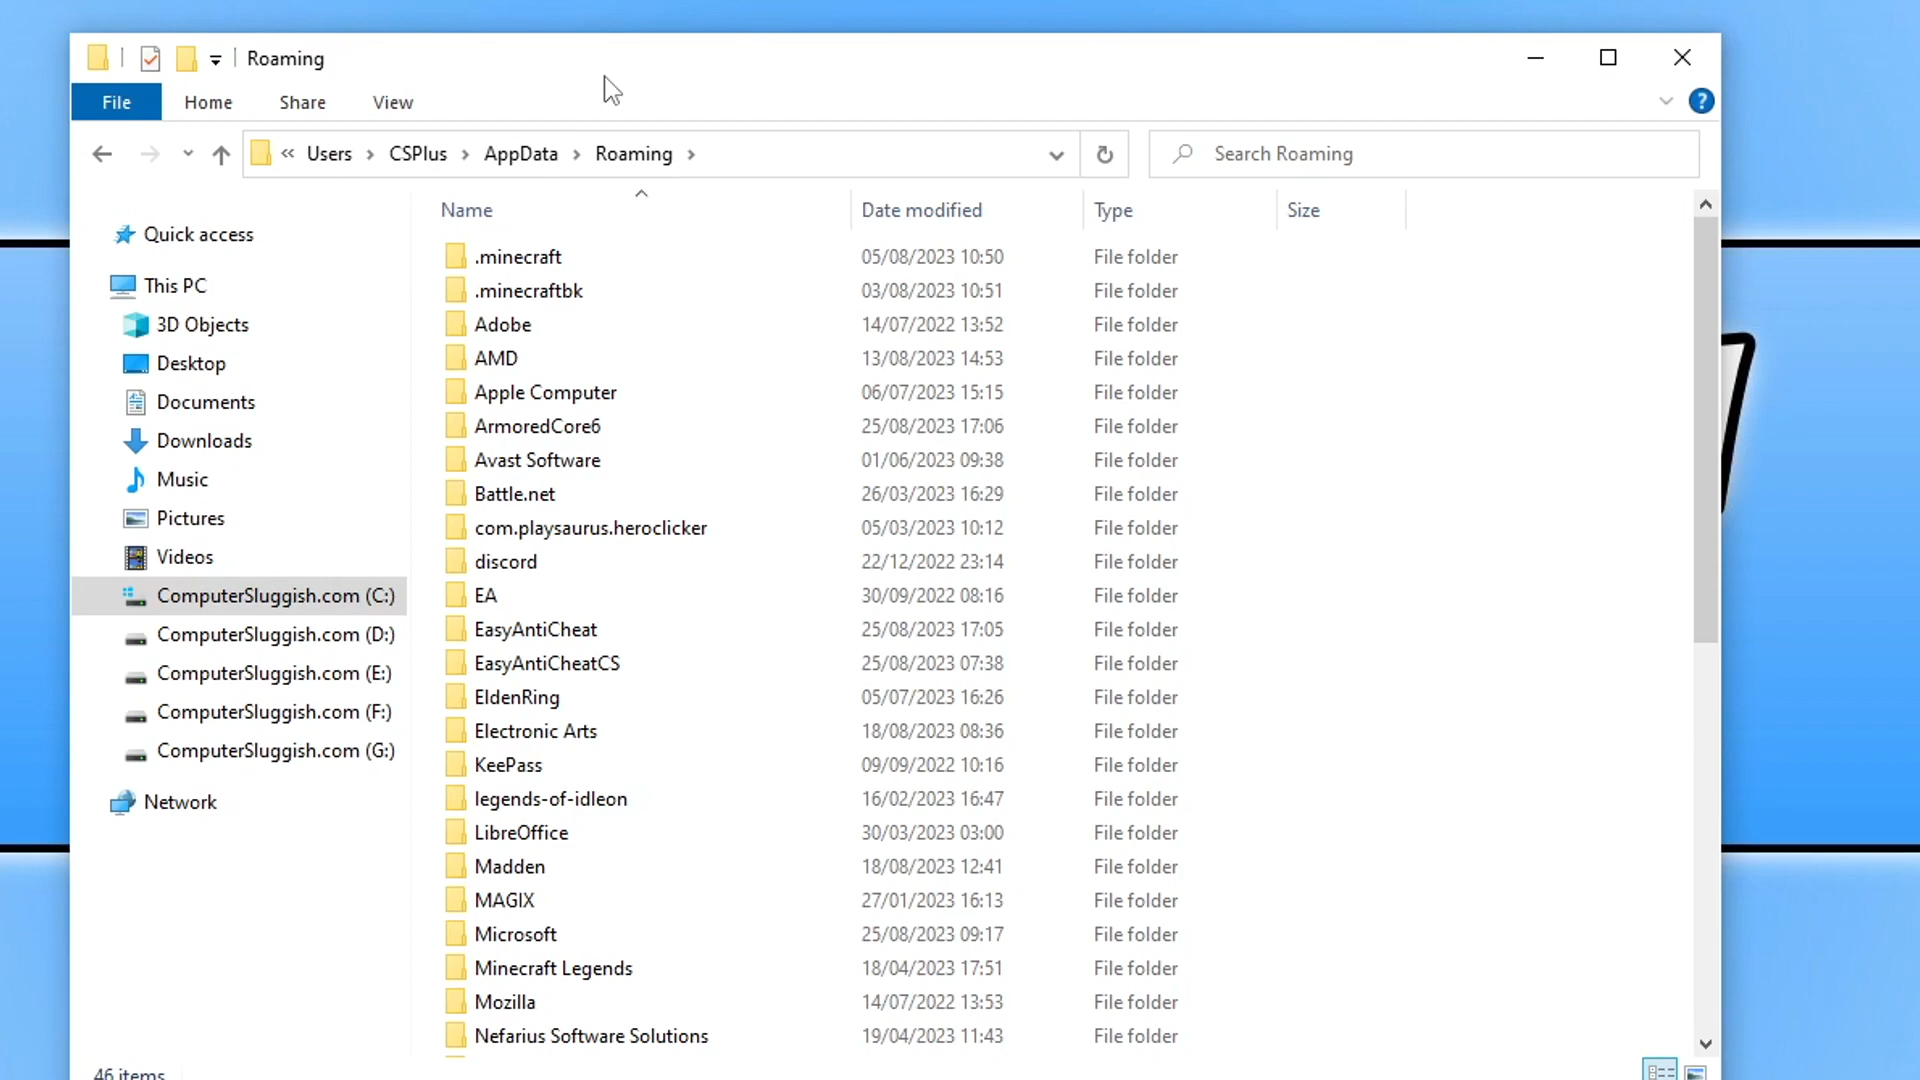 Roaming
File Home Share View
« Users > CSPlus > AppData > Roaming > Search Roaming
Name Date modified Type Size
Quick access
This PC
3D Objects
Desktop
Documents
Downloads
Music
Pictures
Videos
ComputerSluggish.com (C:)
ComputerSluggish.com (D:)
ComputerSluggish.com (E:)
ComputerSluggish.com (F:)
ComputerSluggish.com (G:)
Network
.minecraft 05/08/2023 10:50 File folder
.minecraftbk 03/08/2023 10:51 File folder
Adobe 14/07/2022 13:52 File folder
AMD 13/08/2023 14:53 File folder
Apple Computer 06/07/2023 15:15 File folder
ArmoredCore6 25/08/2023 17:06 File folder
Avast Software 01/06/2023 09:38 File folder
Battle.net 26/03/2023 16:29 File folder
com.playsaurus.heroclicker 05/03/2023 10:12 File folder
discord 22/12/2022 23:14 File folder
EA 30/09/2022 08:16 File folder
EasyAntiCheat 25/08/2023 17:05 File folder
EasyAntiCheatCS 25/08/2023 07:38 File folder
EldenRing 05/07/2023 16:26 File folder
Electronic Arts 18/08/2023 08:36 File folder
KeePass 09/09/2022 10:16 File folder
legends-of-idleon 16/02/2023 16:47 File folder
LibreOffice 30/03/2023 03:00 File folder
Madden 18/08/2023 12:41 File folder
MAGIX 27/01/2023 16:13 File folder
Microsoft 25/08/2023 09:17 File folder
Minecraft Legends 18/04/2023 17:51 File folder
Mozilla 14/07/2022 13:53 File folder
Nefarius Software Solutions 19/04/2023 11:43 File folder
46 items